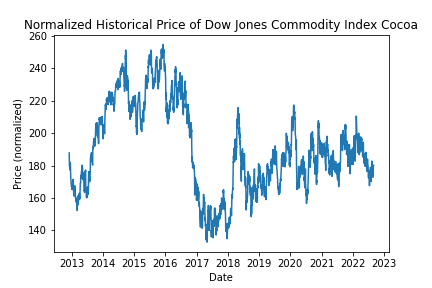 Normalized Historical Price of Dow Jones Commodity Index Cocoa
260
240
220
200
180
160
140
Price (normalized)
2013 2014 2015 2016 2017 2018 2019 2020 2021 2022 2023
Date